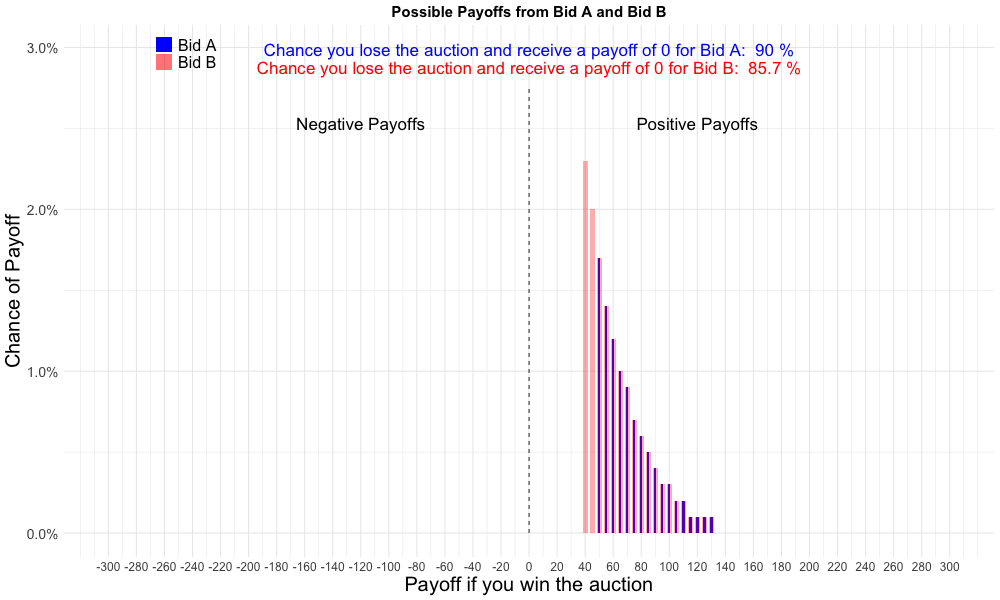 Possible Payoffs from Bid A and Bid B
Bid A
Bid B
Chance you lose the auction and receive a payoff of 0 for Bid A:  90 %
Chance you lose the auction and receive a payoff of 0 for Bid B:  85.7 %
Negative Payoffs
Positive Payoffs
3.0%
2.0%
1.0%
0.0%
Chance of Payoff
-300 -280 -260 -240 -220 -200 -180 -160 -140 -120 -100 -80 -60 -40 -20 0 20 40 60 80 100 120 140 160 180 200 220 240 260 280 300
Payoff if you win the auction